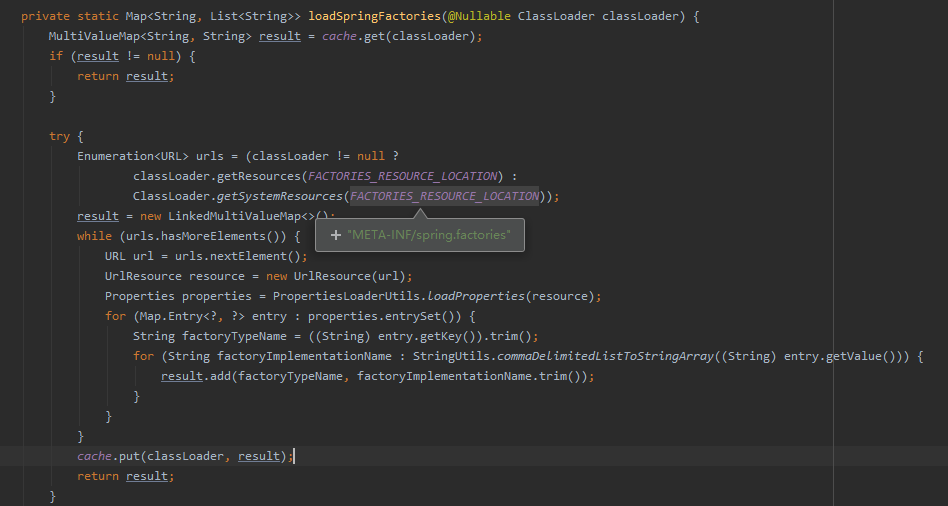 private static Map<String, List<String>> loadSpringFactories(@Nullable ClassLoader classLoader) {
MultiValueMap<String, String> result = cache.get(classLoader);
if (result != null) {
return result;
}
try {
Enumeration<URL> urls = (classLoader != null ?
classLoader.getResources(FACTORIES_RESOURCE_LOCATION) :
ClassLoader.getSystemResources(FACTORIES_RESOURCE_LOCATION));
result = new LinkedMultiValueMap<>();
+ "META-INF/spring.factories"
while (urls.hasMoreElements()) {
URL url = urls.nextElement();
UrlResource resource = new UrlResource(url);
Properties properties = PropertiesLoaderUtils.loadProperties(resource);
for (Map.Entry<?, ?> entry : properties.entrySet()) {
String factoryTypeName = ((String) entry.getKey()).trim();
for (String factoryImplementationName : StringUtils.commaDelimitedListToStringArray((String) entry.getValue())) {
result.add(factoryTypeName, factoryImplementationName.trim());
}
}
}
cache.put(classLoader, result);
return result;
}